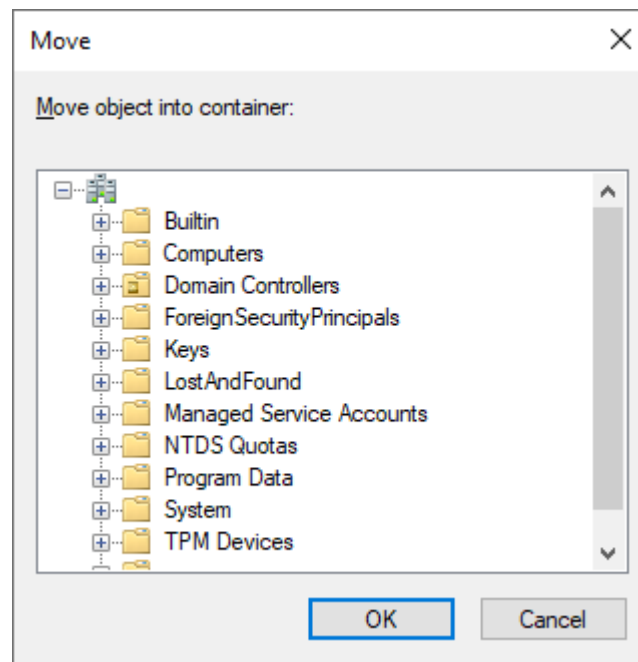 Move
Move object into container:
Builtin
Computers
Domain Controllers
ForeignSecurityPrincipals
Keys
LostAndFound
Managed Service Accounts
NTDS Quotas
Program Data
System
TPM Devices
OK
Cancel